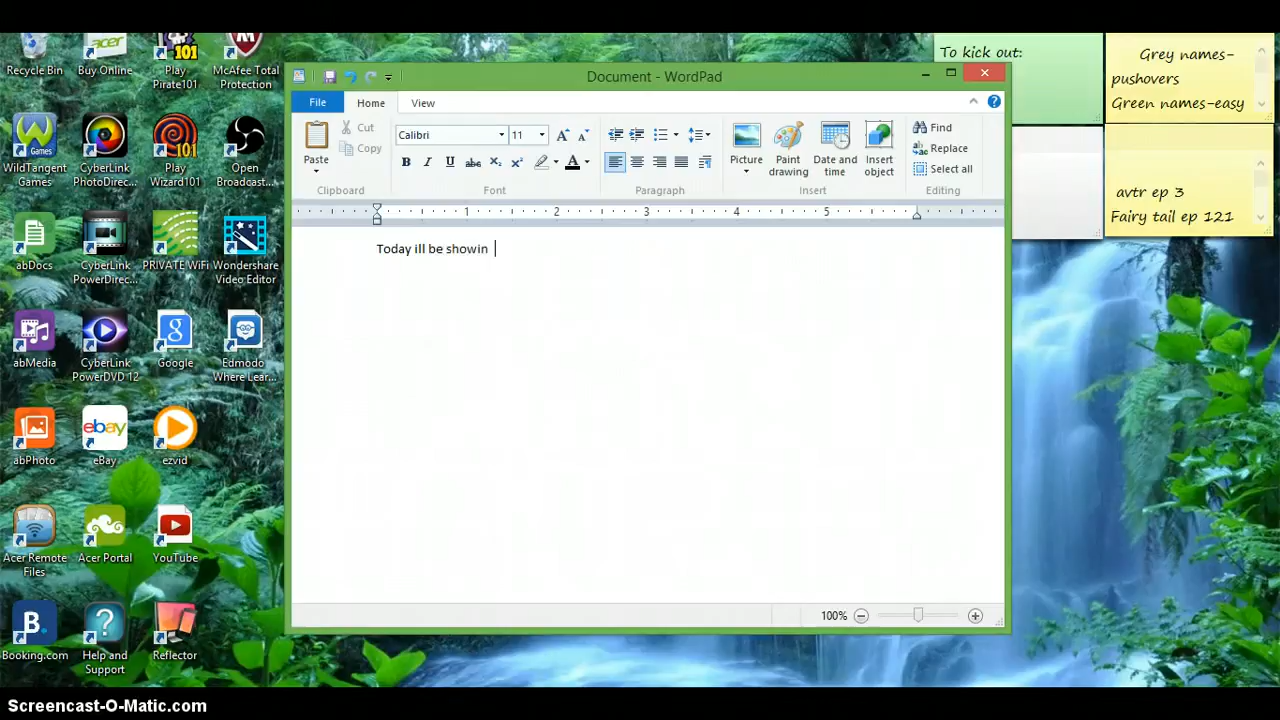 Recycle Bin
Buy Online
Play
Pirate101
McAfee Total
Protection
WildTangent
Games
CyberLink
PhotoDirec...
Play
Wizard101
Open
Broadcast...
abDocs
CyberLink
PowerDirec...
PRIVATE WiFi
Wondershare
Video Editor
abMedia
CyberLink
PowerDVD 12
Google
Edmodo
Where Lear...
abPhoto
eBay
ezvid
Acer Remote
Files
Acer Portal
YouTube
Booking.com
Help and
Support
Reflector
Document - WordPad
File Home View
Paste
Cut
Copy
Clipboard
Calibri 11
Font
Paragraph
Picture
Paint
drawing
Date and
time
Insert
object
Insert
Find
Replace
Select all
Editing
1 2 3 4 5
Today ill be showin
100%
To kick out:
Grey names-
pushovers
Green names-easy
avtr ep 3
Fairy tail ep 121
Screencast-O-Matic.com